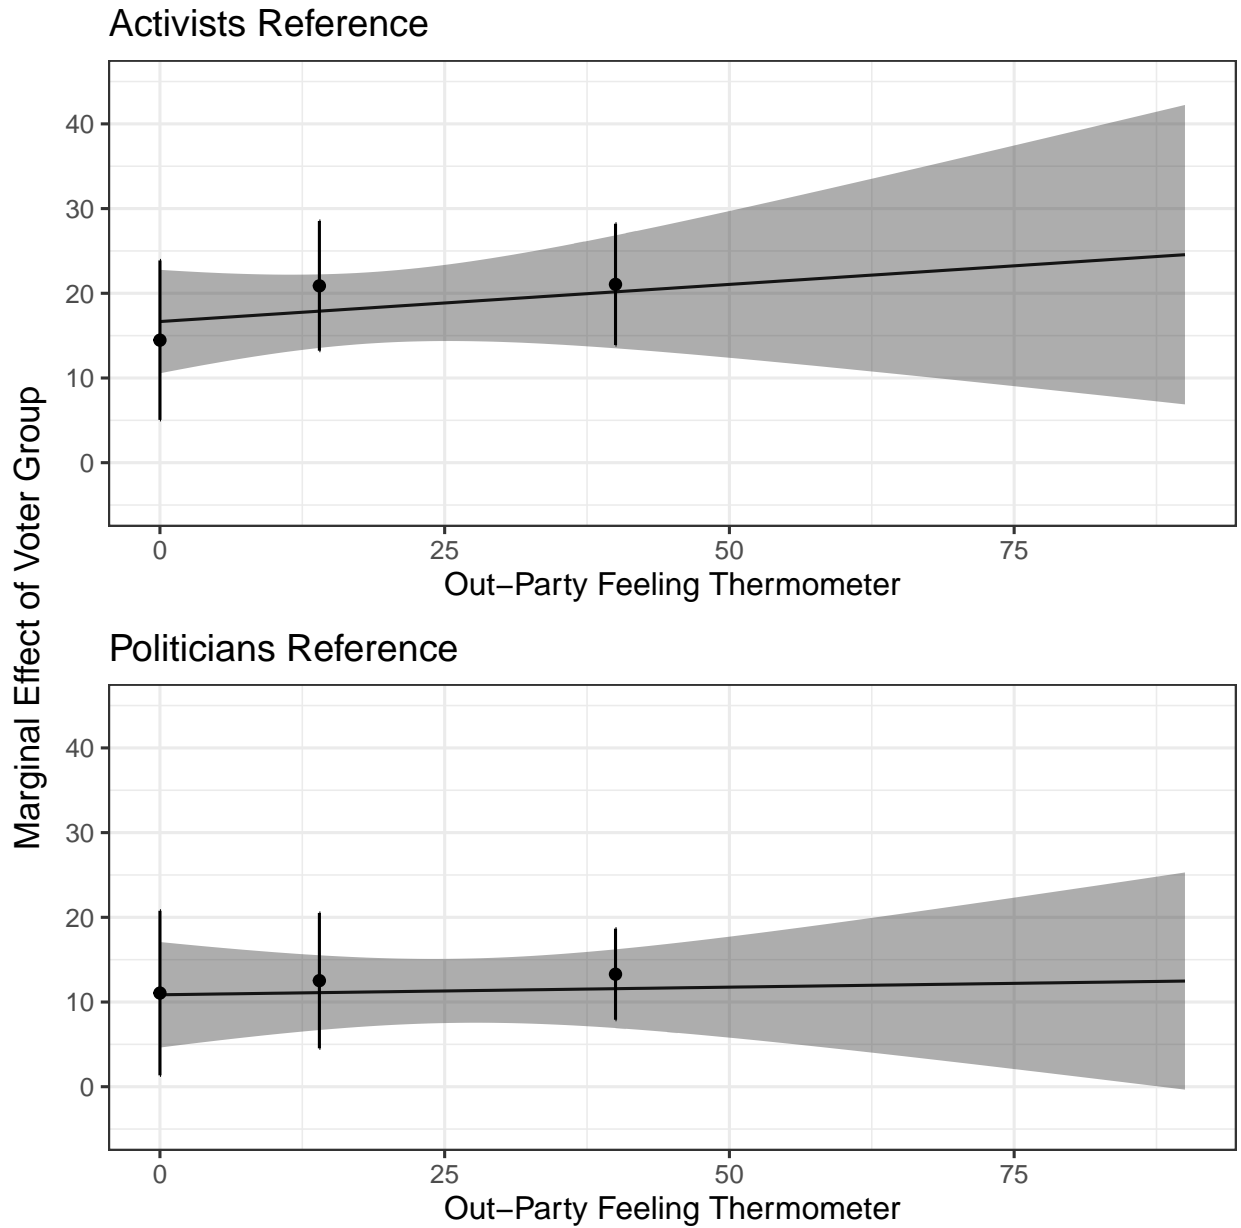 Activists Reference
40
30
20
10
0
0 25 50 75
Out−Party Feeling Thermometer
Marginal Effect of Voter Group
Politicians Reference
40
30
20
10
0
0 25 50 75
Out−Party Feeling Thermometer